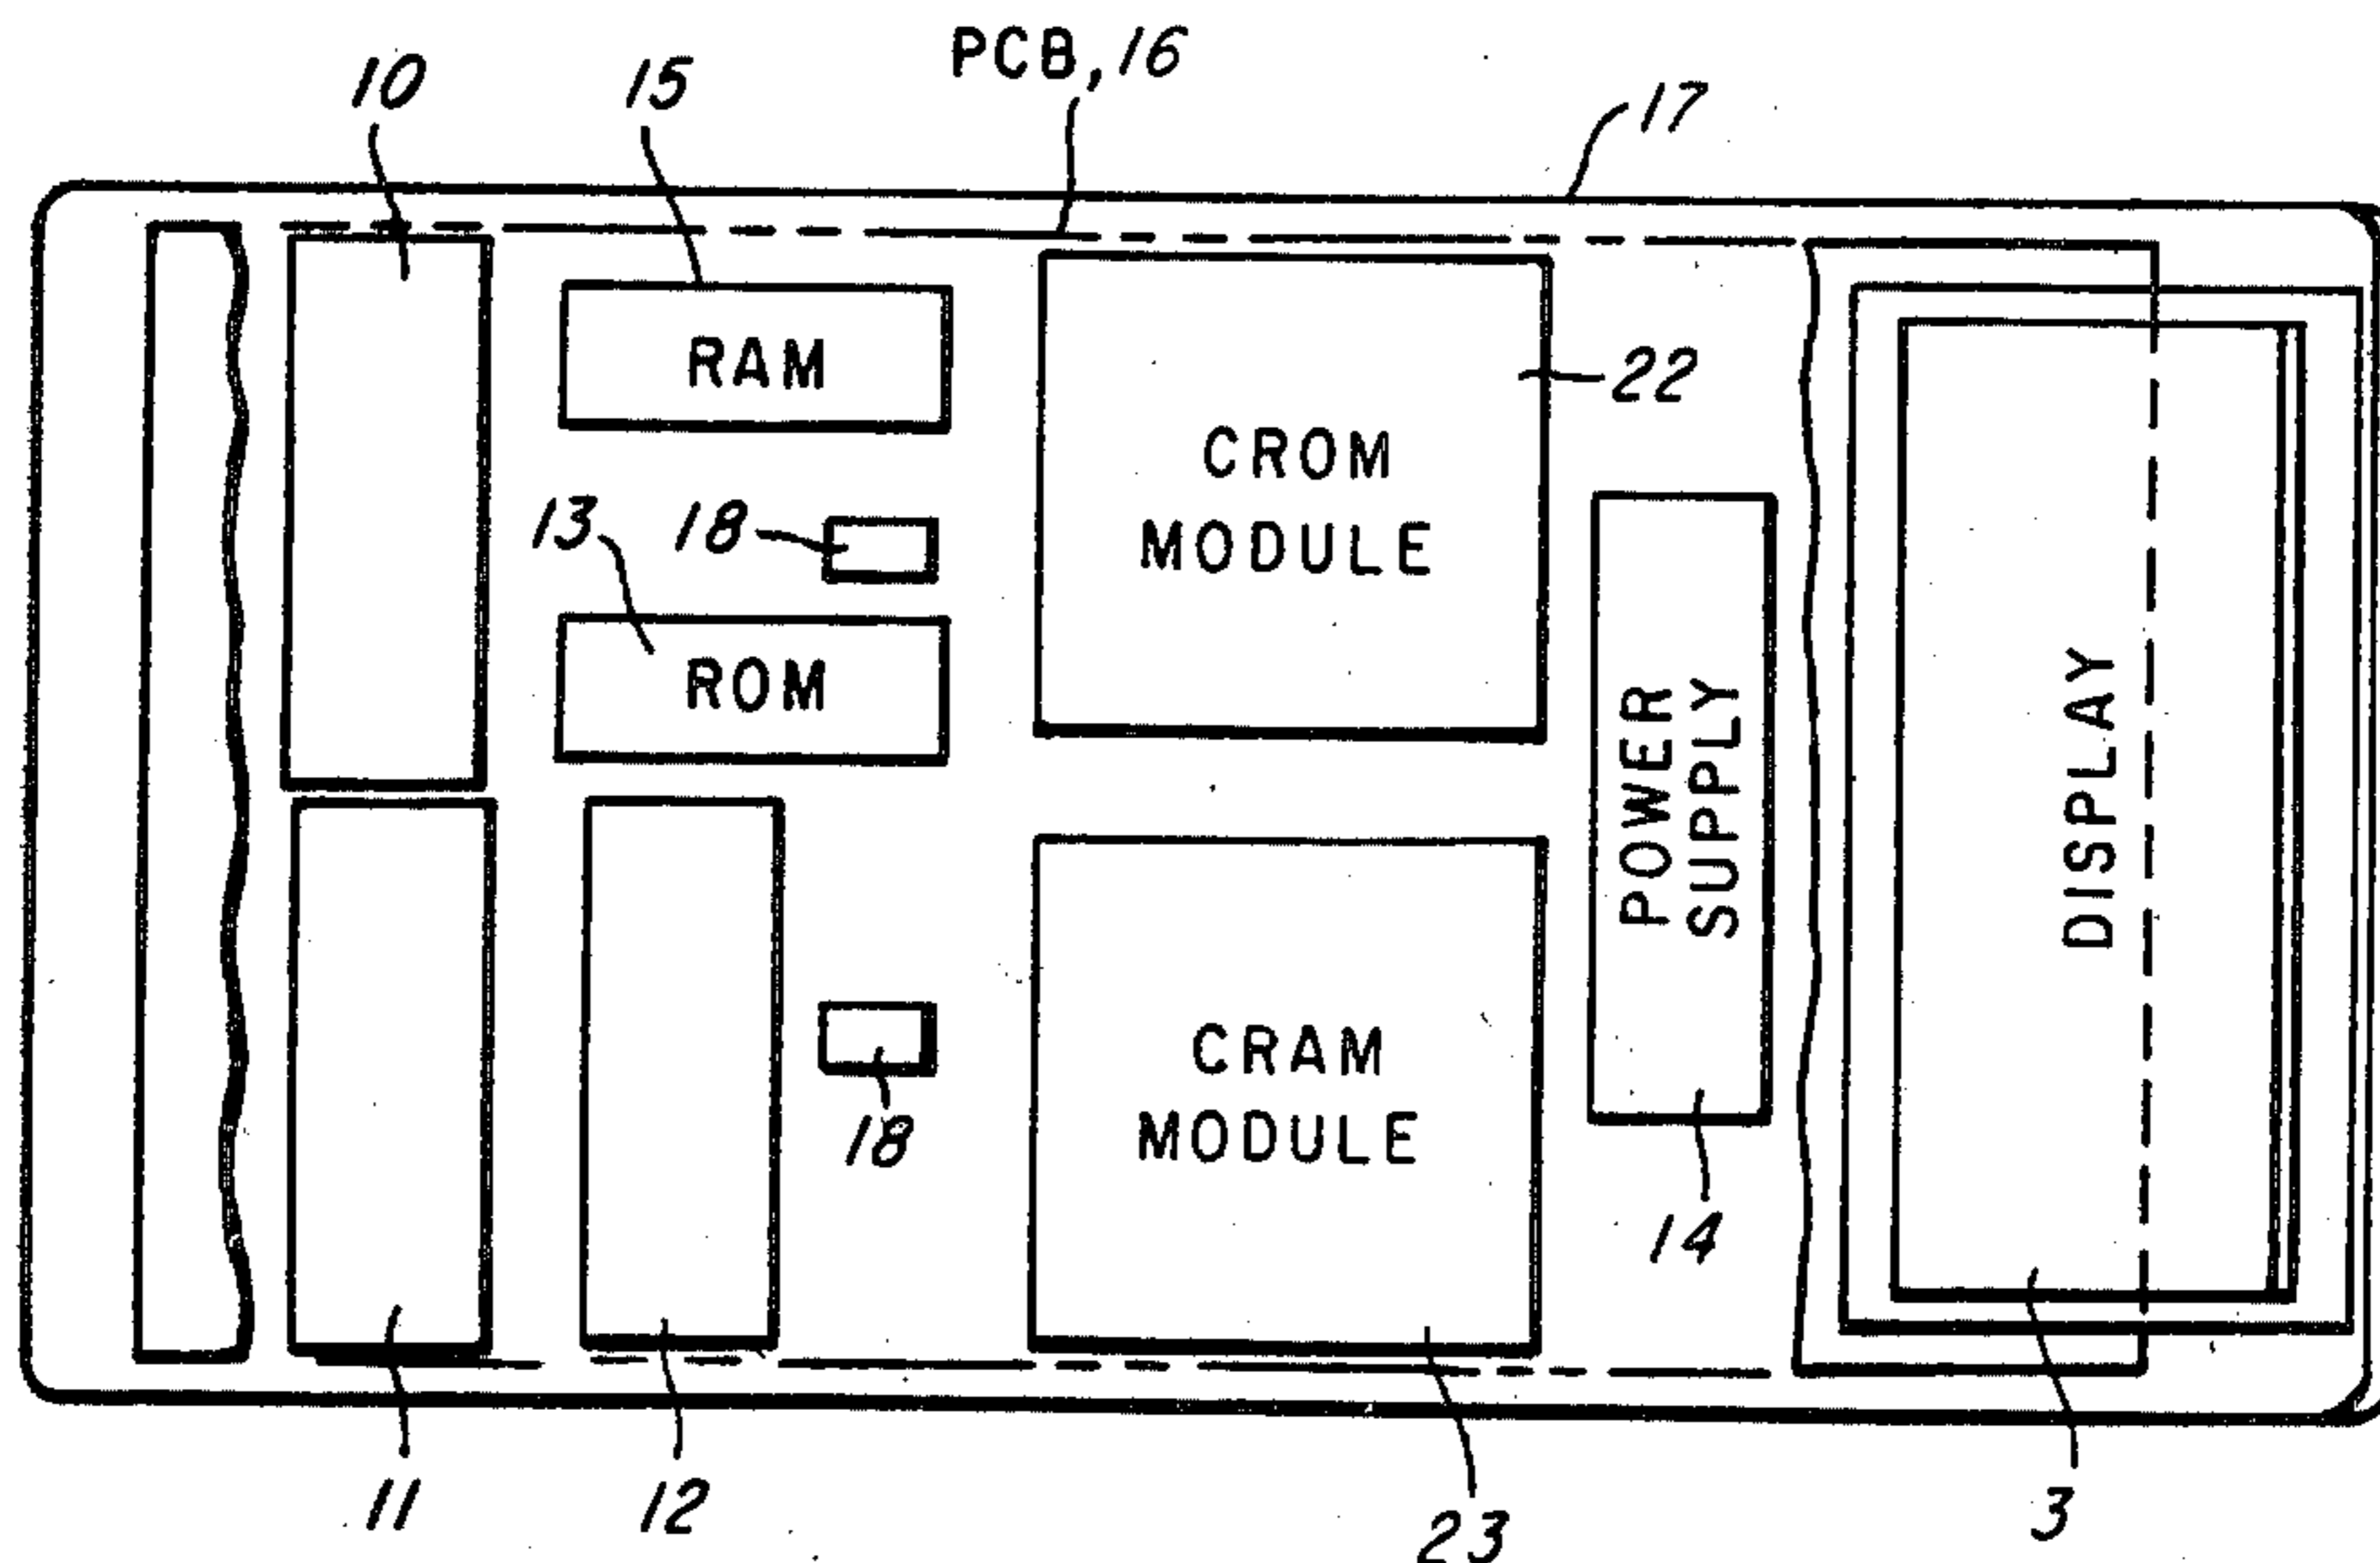 PCB, 16
10
15
17
RAM
22
CROM
MODULE
13
18
ROM
POWER
SUPPLY
DISPLAY
CRAM
MODULE
18
14
11
12
23
3